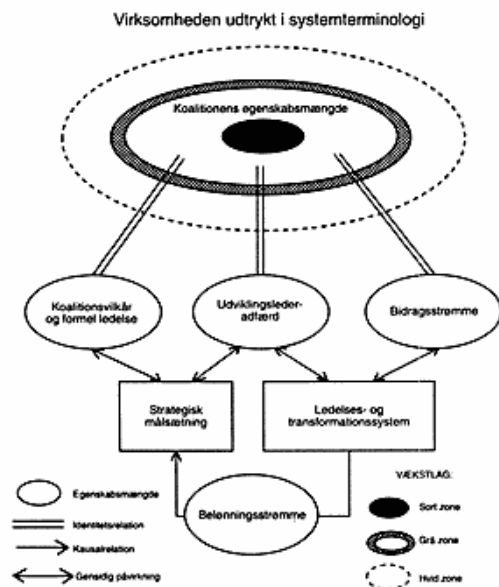 Virksomheden udtrykt i systemterminologi
Koalitionens egenskabsmængde
Koalitionsvilkår
og formel ledelse
Udviklingsleder-
adfærd
Bidragsstrømme
Strategisk
målsætning
Ledelses- og
transformationssystem
Belønningsstrømme
Egenskabsmængde
Identitetsrelation
Kausalrelation
Gensidig påvirkning
VÆKSTLAG:
Sort zone
Grå zone
Hvid zone